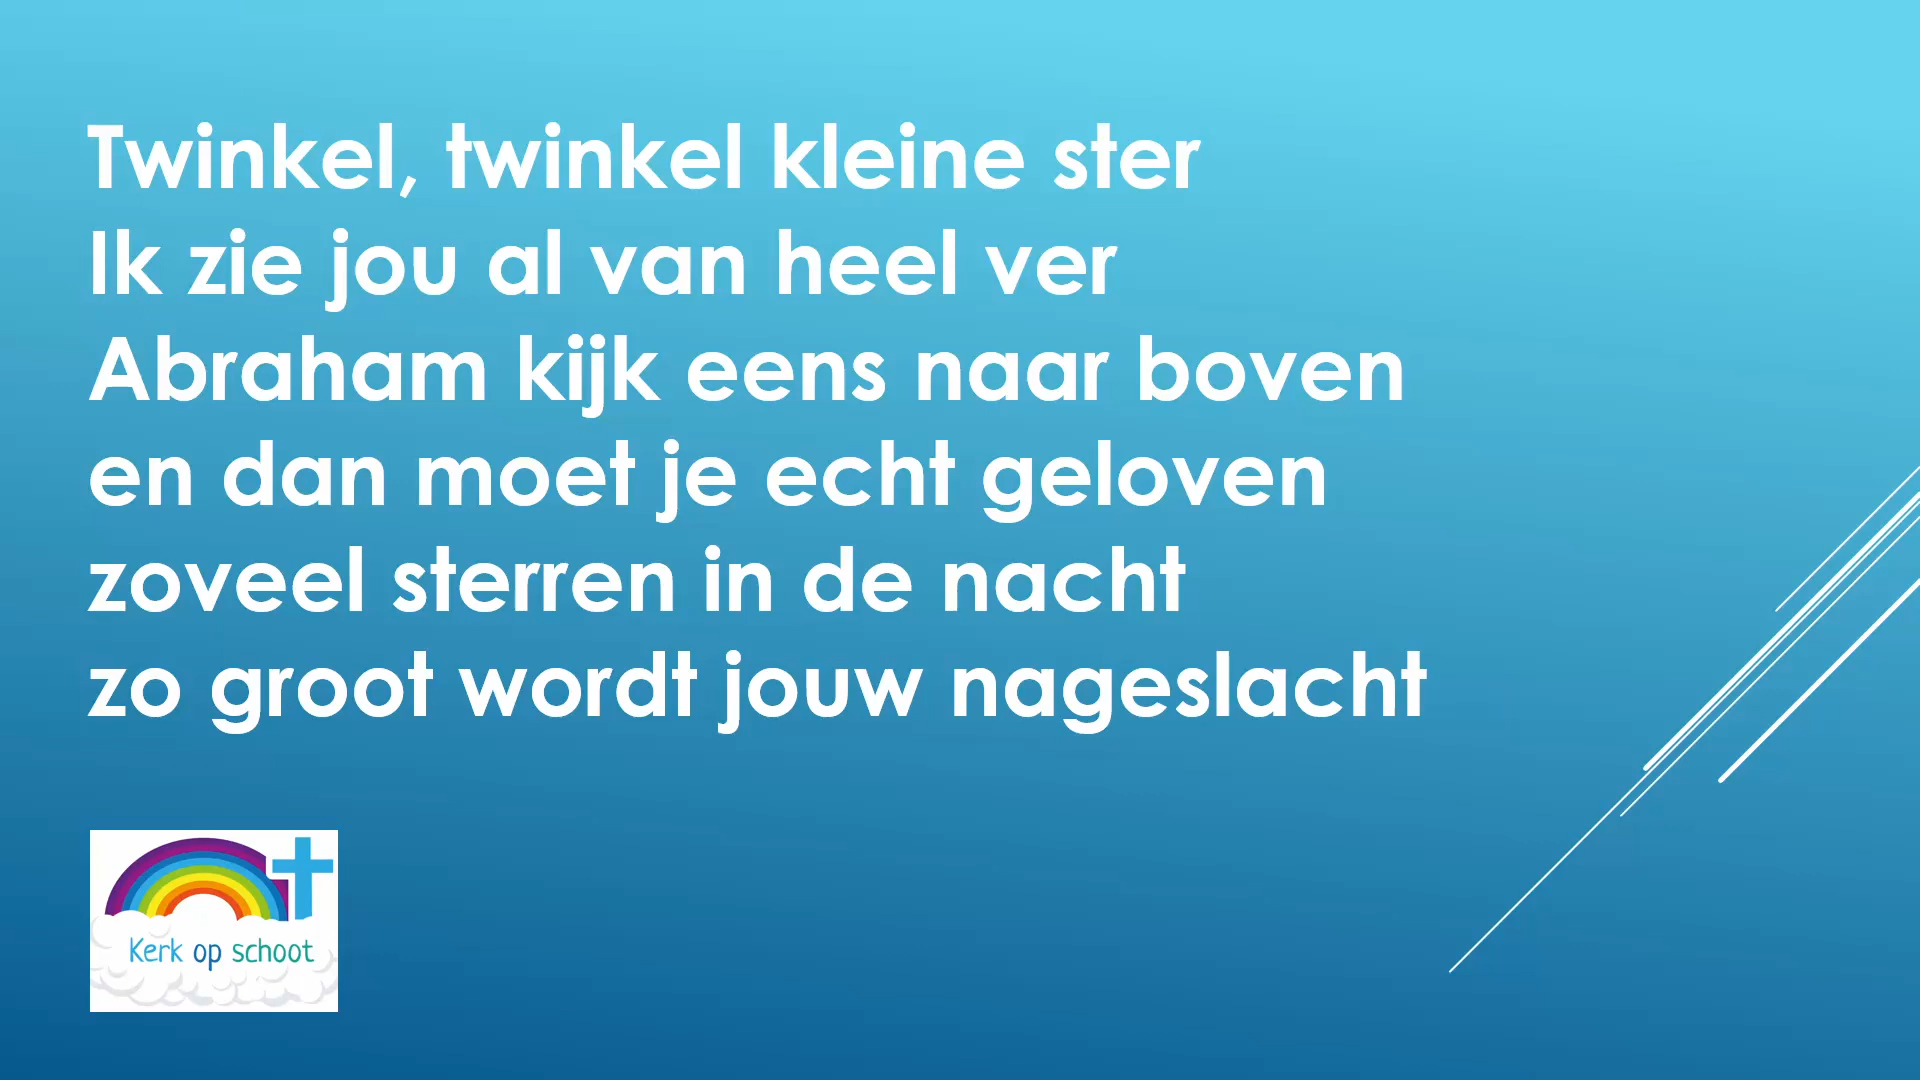 Twinkel, twinkel kleine ster
Ik zie jou al van heel ver
Abraham kijk eens naar boven
en dan moet je echt geloven
zoveel sterren in de nacht
zo groot wordt jouw nageslacht
Kerk op schoot